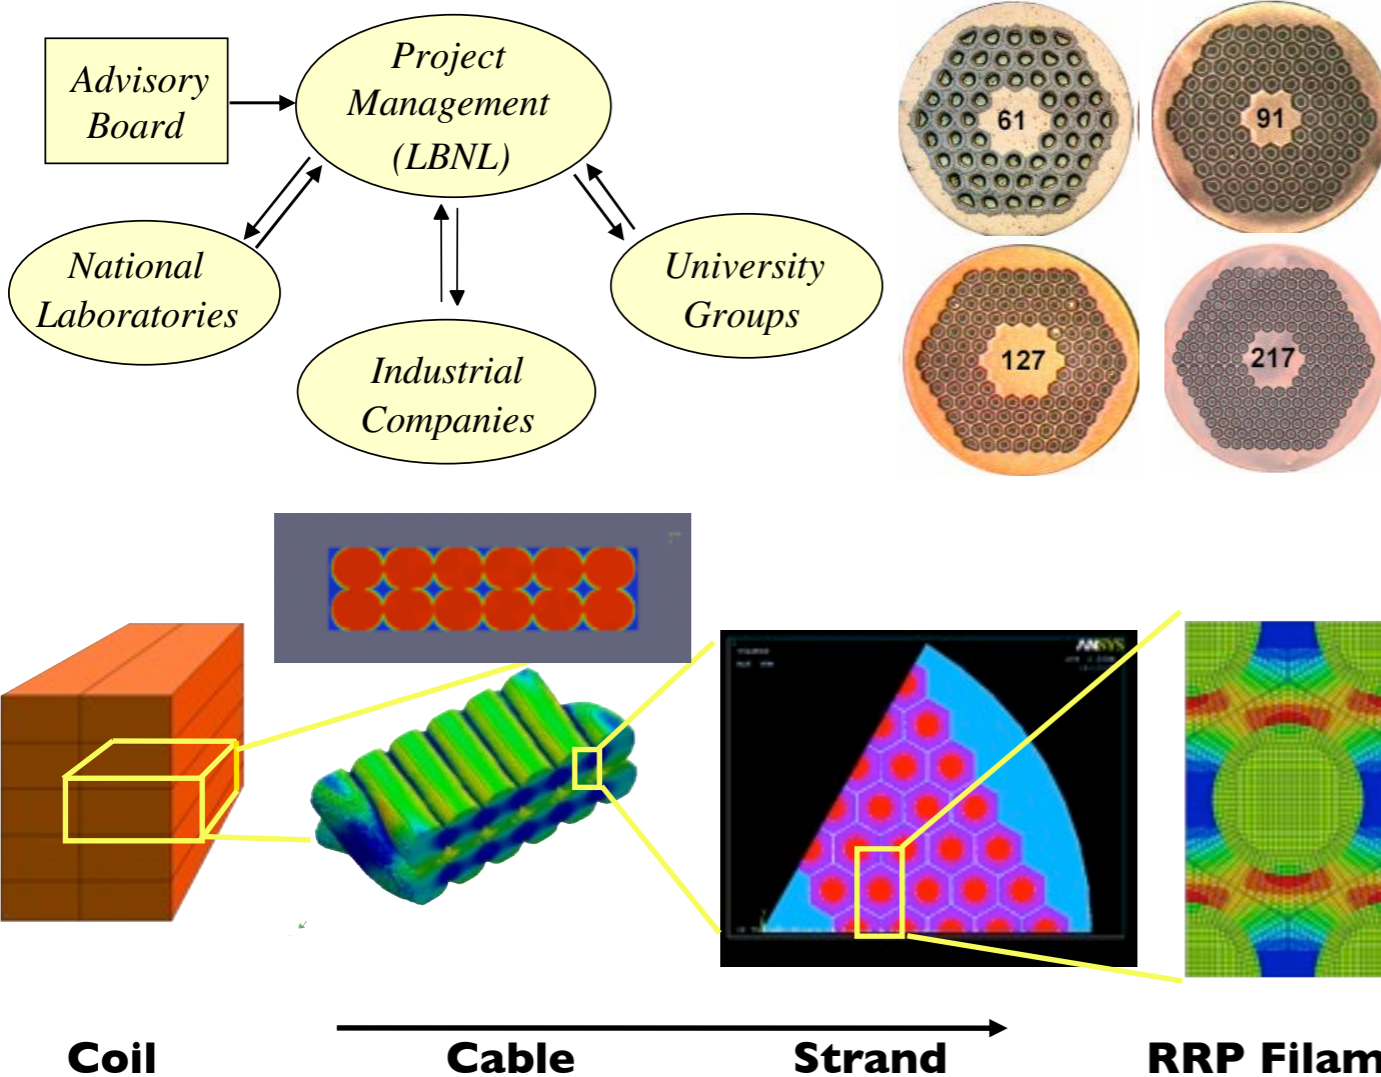 Advisory
Board
Project
Management
(LBNL)
National
Laboratories
University
Groups
Industrial
Companies
61
91
127
217
ANSYS
Coil
Cable
Strand
RRP Filam